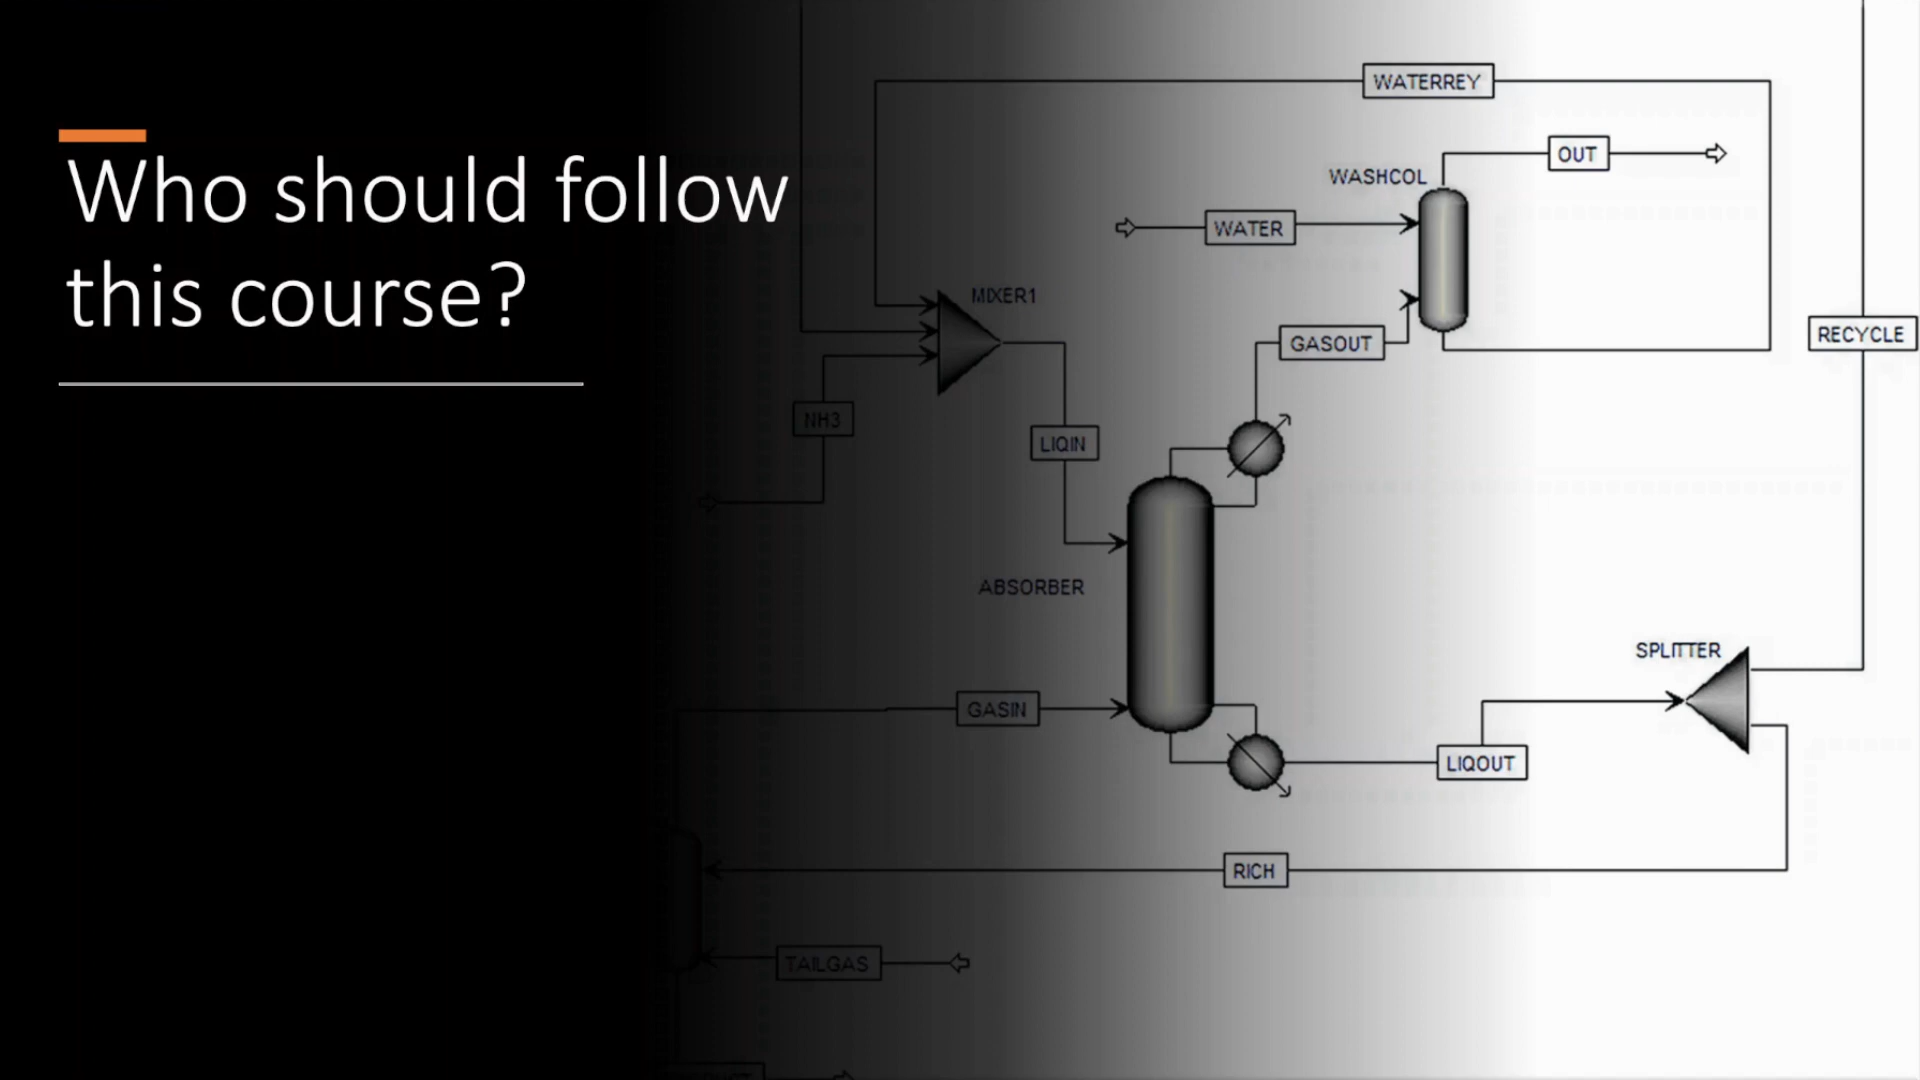 Who should follow
this course?
WATERREY
OUT
WASHCOL
WATER
MIXER1
GASOUT
RECYCLE
NH3
LIQIN
ABSORBER
SPLITTER
GASIN
LIQOUT
RICH
TAILGAS